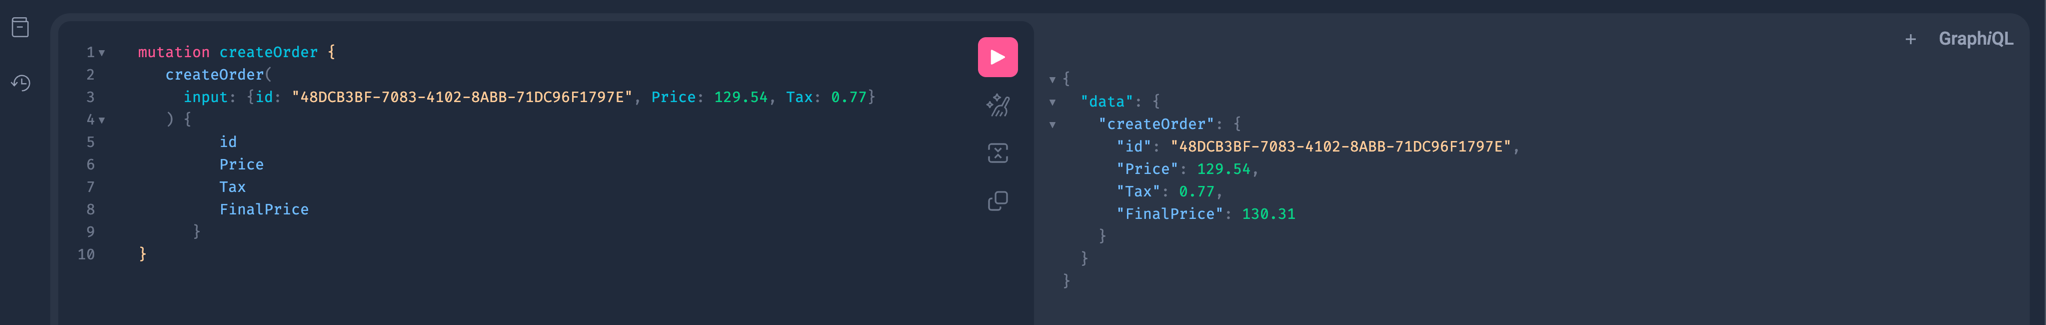 1 mutation createOrder {
2 createOrder(
3 input: {id: "48DCB3BF-7083-4102-8ABB-71DC96F1797E", Price: 129.54, Tax: 0.77}
4 ) {
5 id
6 Price
7 Tax
8 FinalPrice
9 }
10 }
+ GraphiQL
{
"data": {
"createOrder": {
"id": "48DCB3BF-7083-4102-8ABB-71DC96F1797E",
"Price": 129.54,
"Tax": 0.77,
"FinalPrice": 130.31
}
}
}